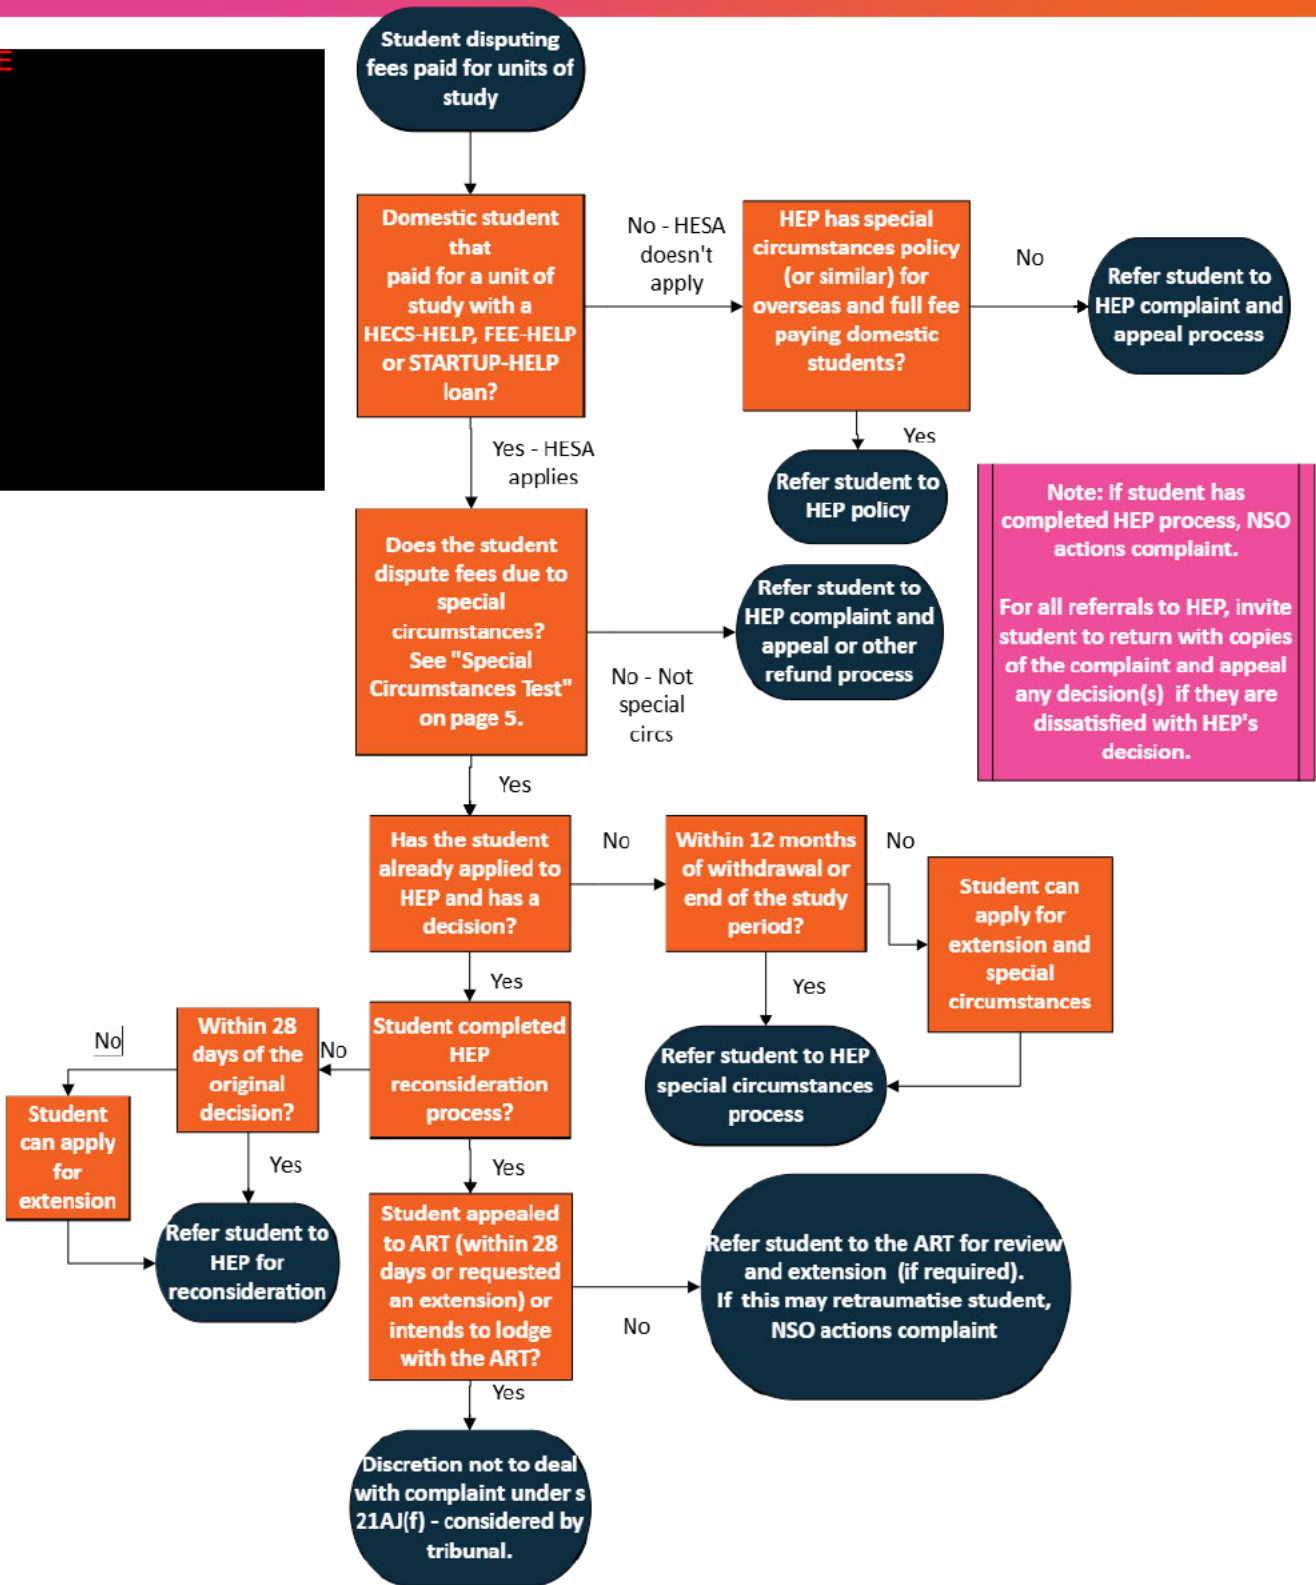 Student disputing
fees paid for units of
study
E
Domestic student
that
paid for a unit of
study with a
HECS-HELP, FEE-HELP
or STARTUP-HELP
loan?
No - HESA
doesn't
apply
HEP has special
circumstances policy
(or similar) for
overseas and full fee
paying domestic
students?
No
Refer student to
HEP complaint and
appeal process
Yes
Refer student to
HEP policy
Yes - HESA
applies
Note: If student has
completed HEP process, NSO
actions complaint.
For all referrals to HEP, invite
student to return with copies
of the complaint and appeal
any decision(s) if they are
dissatisfied with HEP's
decision.
Does the student
dispute fees due to
special
circumstances?
See "Special
Circumstances Test"
on page 5.
No - Not
special
circs
Refer student to
HEP complaint and
appeal or other
refund process
Yes
Has the student
already applied to
HEP and has a
decision?
No
Within 12 months
of withdrawal or
end of the study
period?
No
Student can
apply for
extension and
special
circumstances
Yes
Refer student to HEP
special circumstances
process
Yes
Student completed
HEP
reconsideration
process?
No
Within 28
days of the
original
decision?
No
Student
can apply
for
extension
Yes
Refer student to
HEP for
reconsideration
Yes
Student appealed
to ART (within 28
days or requested
an extension) or
intends to lodge
with the ART?
No
Refer student to the ART for review
and extension (if required).
If this may retraumatise student,
NSO actions complaint
Yes
Discretion not to deal
with complaint under s
21AJ(f) - considered by
tribunal.